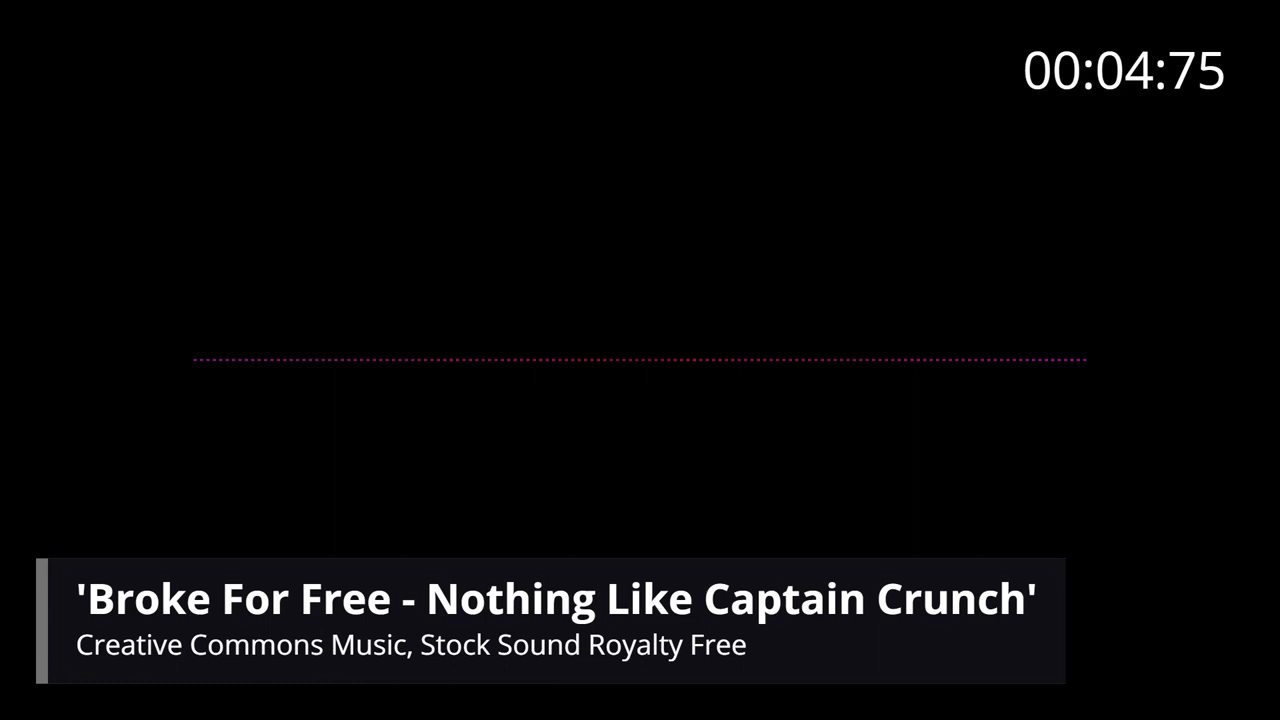 00:04:75
'Broke For Free - Nothing Like Captain Crunch'
Creative Commons Music, Stock Sound Royalty Free